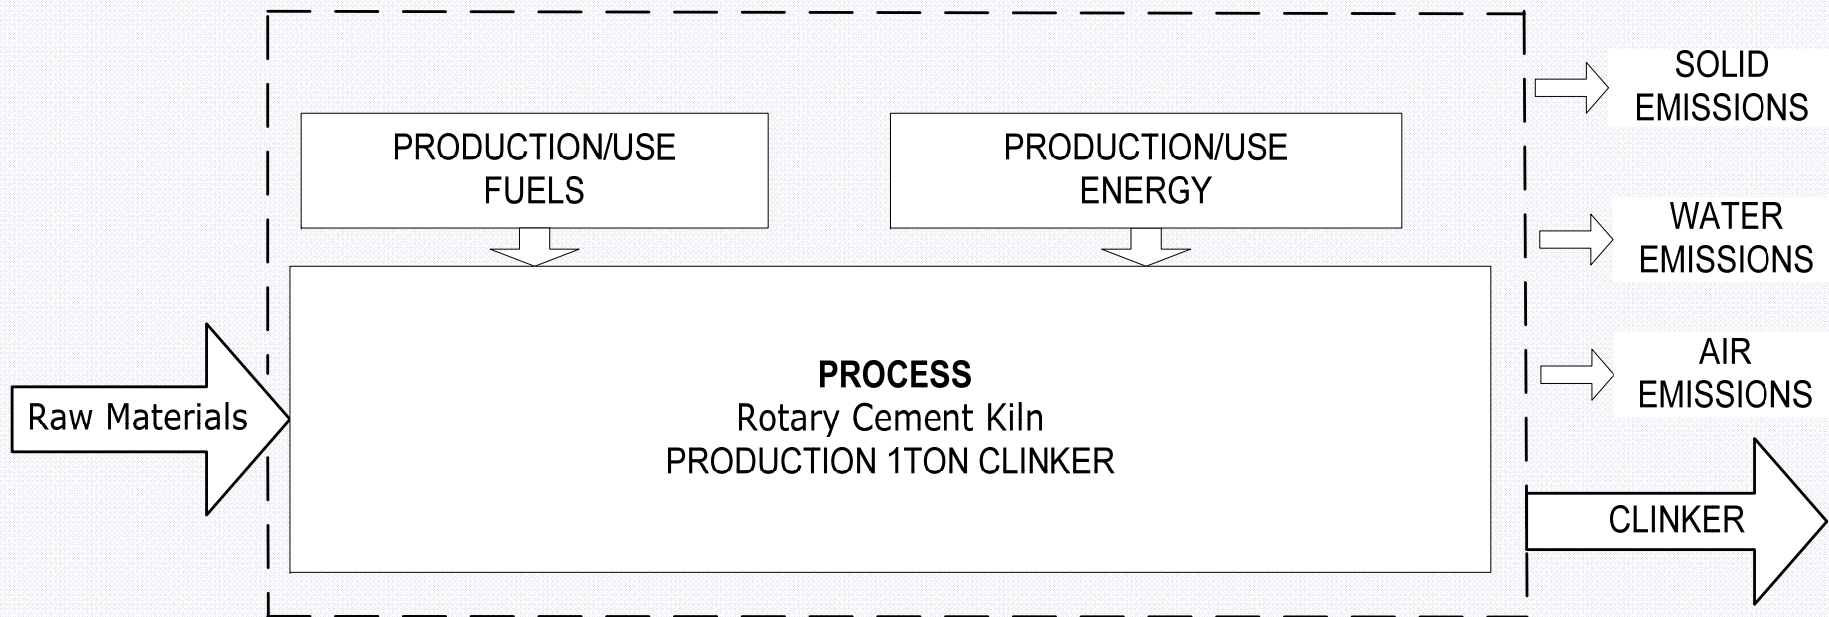 PRODUCTION/USE
FUELS
PRODUCTION/USE
ENERGY
Raw Materials
PROCESS
Rotary Cement Kiln
PRODUCTION 1TON CLINKER
SOLID
EMISSIONS
WATER
EMISSIONS
AIR
EMISSIONS
CLINKER